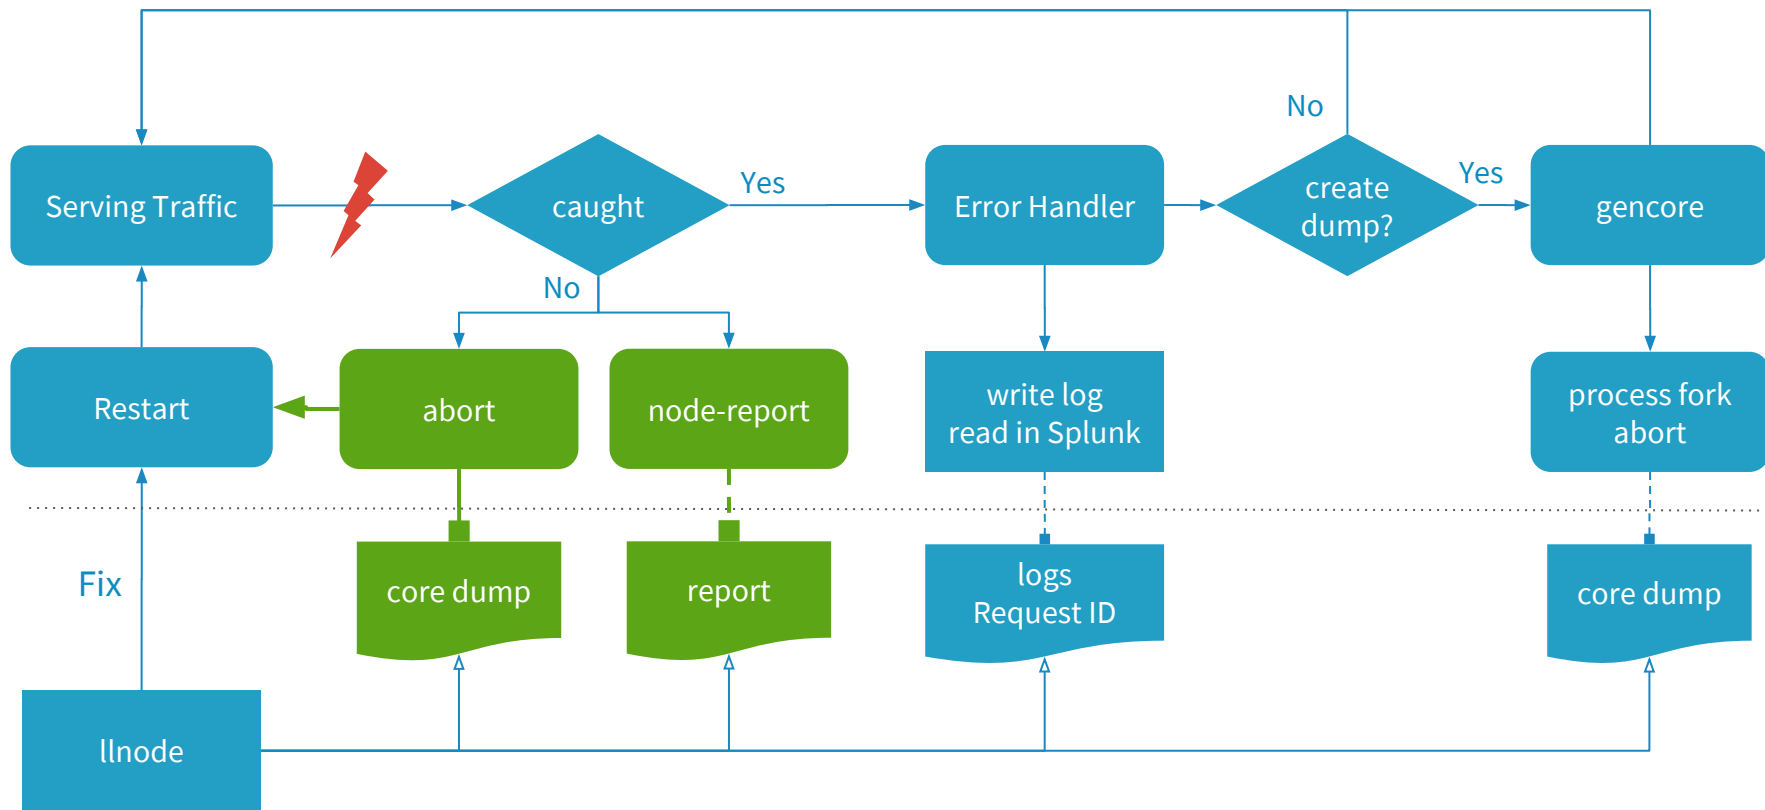 No
Yes
Yes
Serving Traffic
caught
Error Handler
create
dump?
gencore
No
Restart
abort
node-report
write log
read in Splunk
process fork
abort
Fix
core dump
report
logs
Request ID
core dump
llnode